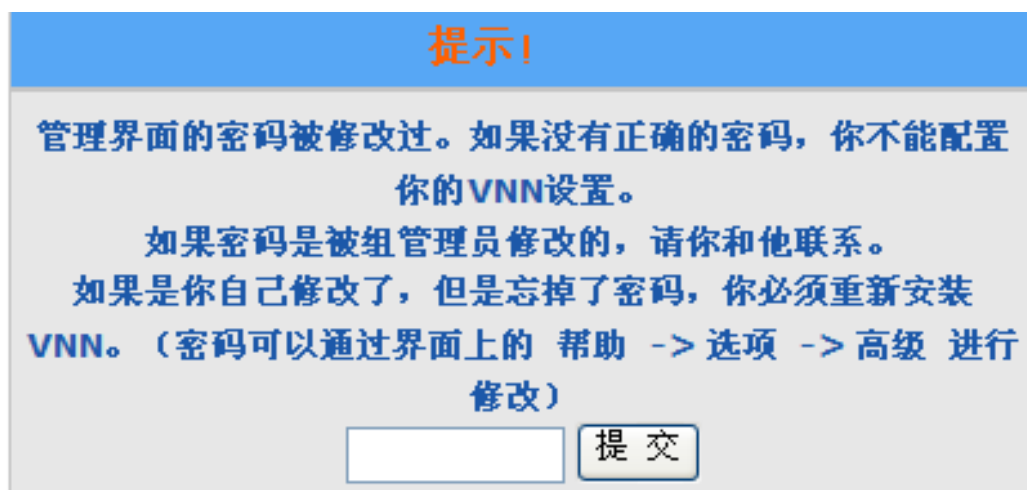 提示！
管理界面的密码被修改过。如果没有正确的密码，你不能配置
你的VNN设置。
如果密码是被组管理员修改的，请你和他联系。
如果是你自己修改了，但是忘掉了密码，你必须重新安装
VNN。（密码可以通过界面上的 帮助 -> 选项 -> 高级 进行
修改）
提 交